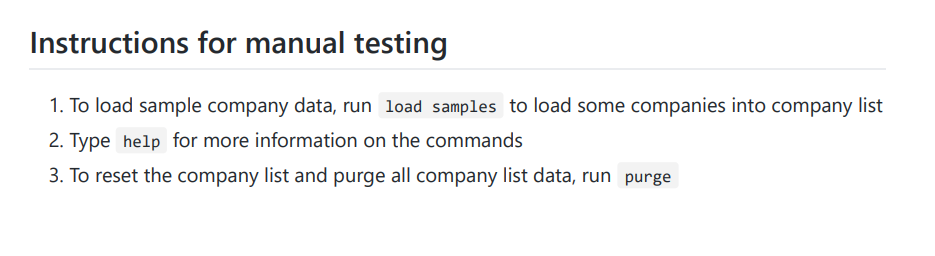 Instructions for manual testing
1. To load sample company data, run load samples to load some companies into company list
2. Type help for more information on the commands
3. To reset the company list and purge all company list data, run purge